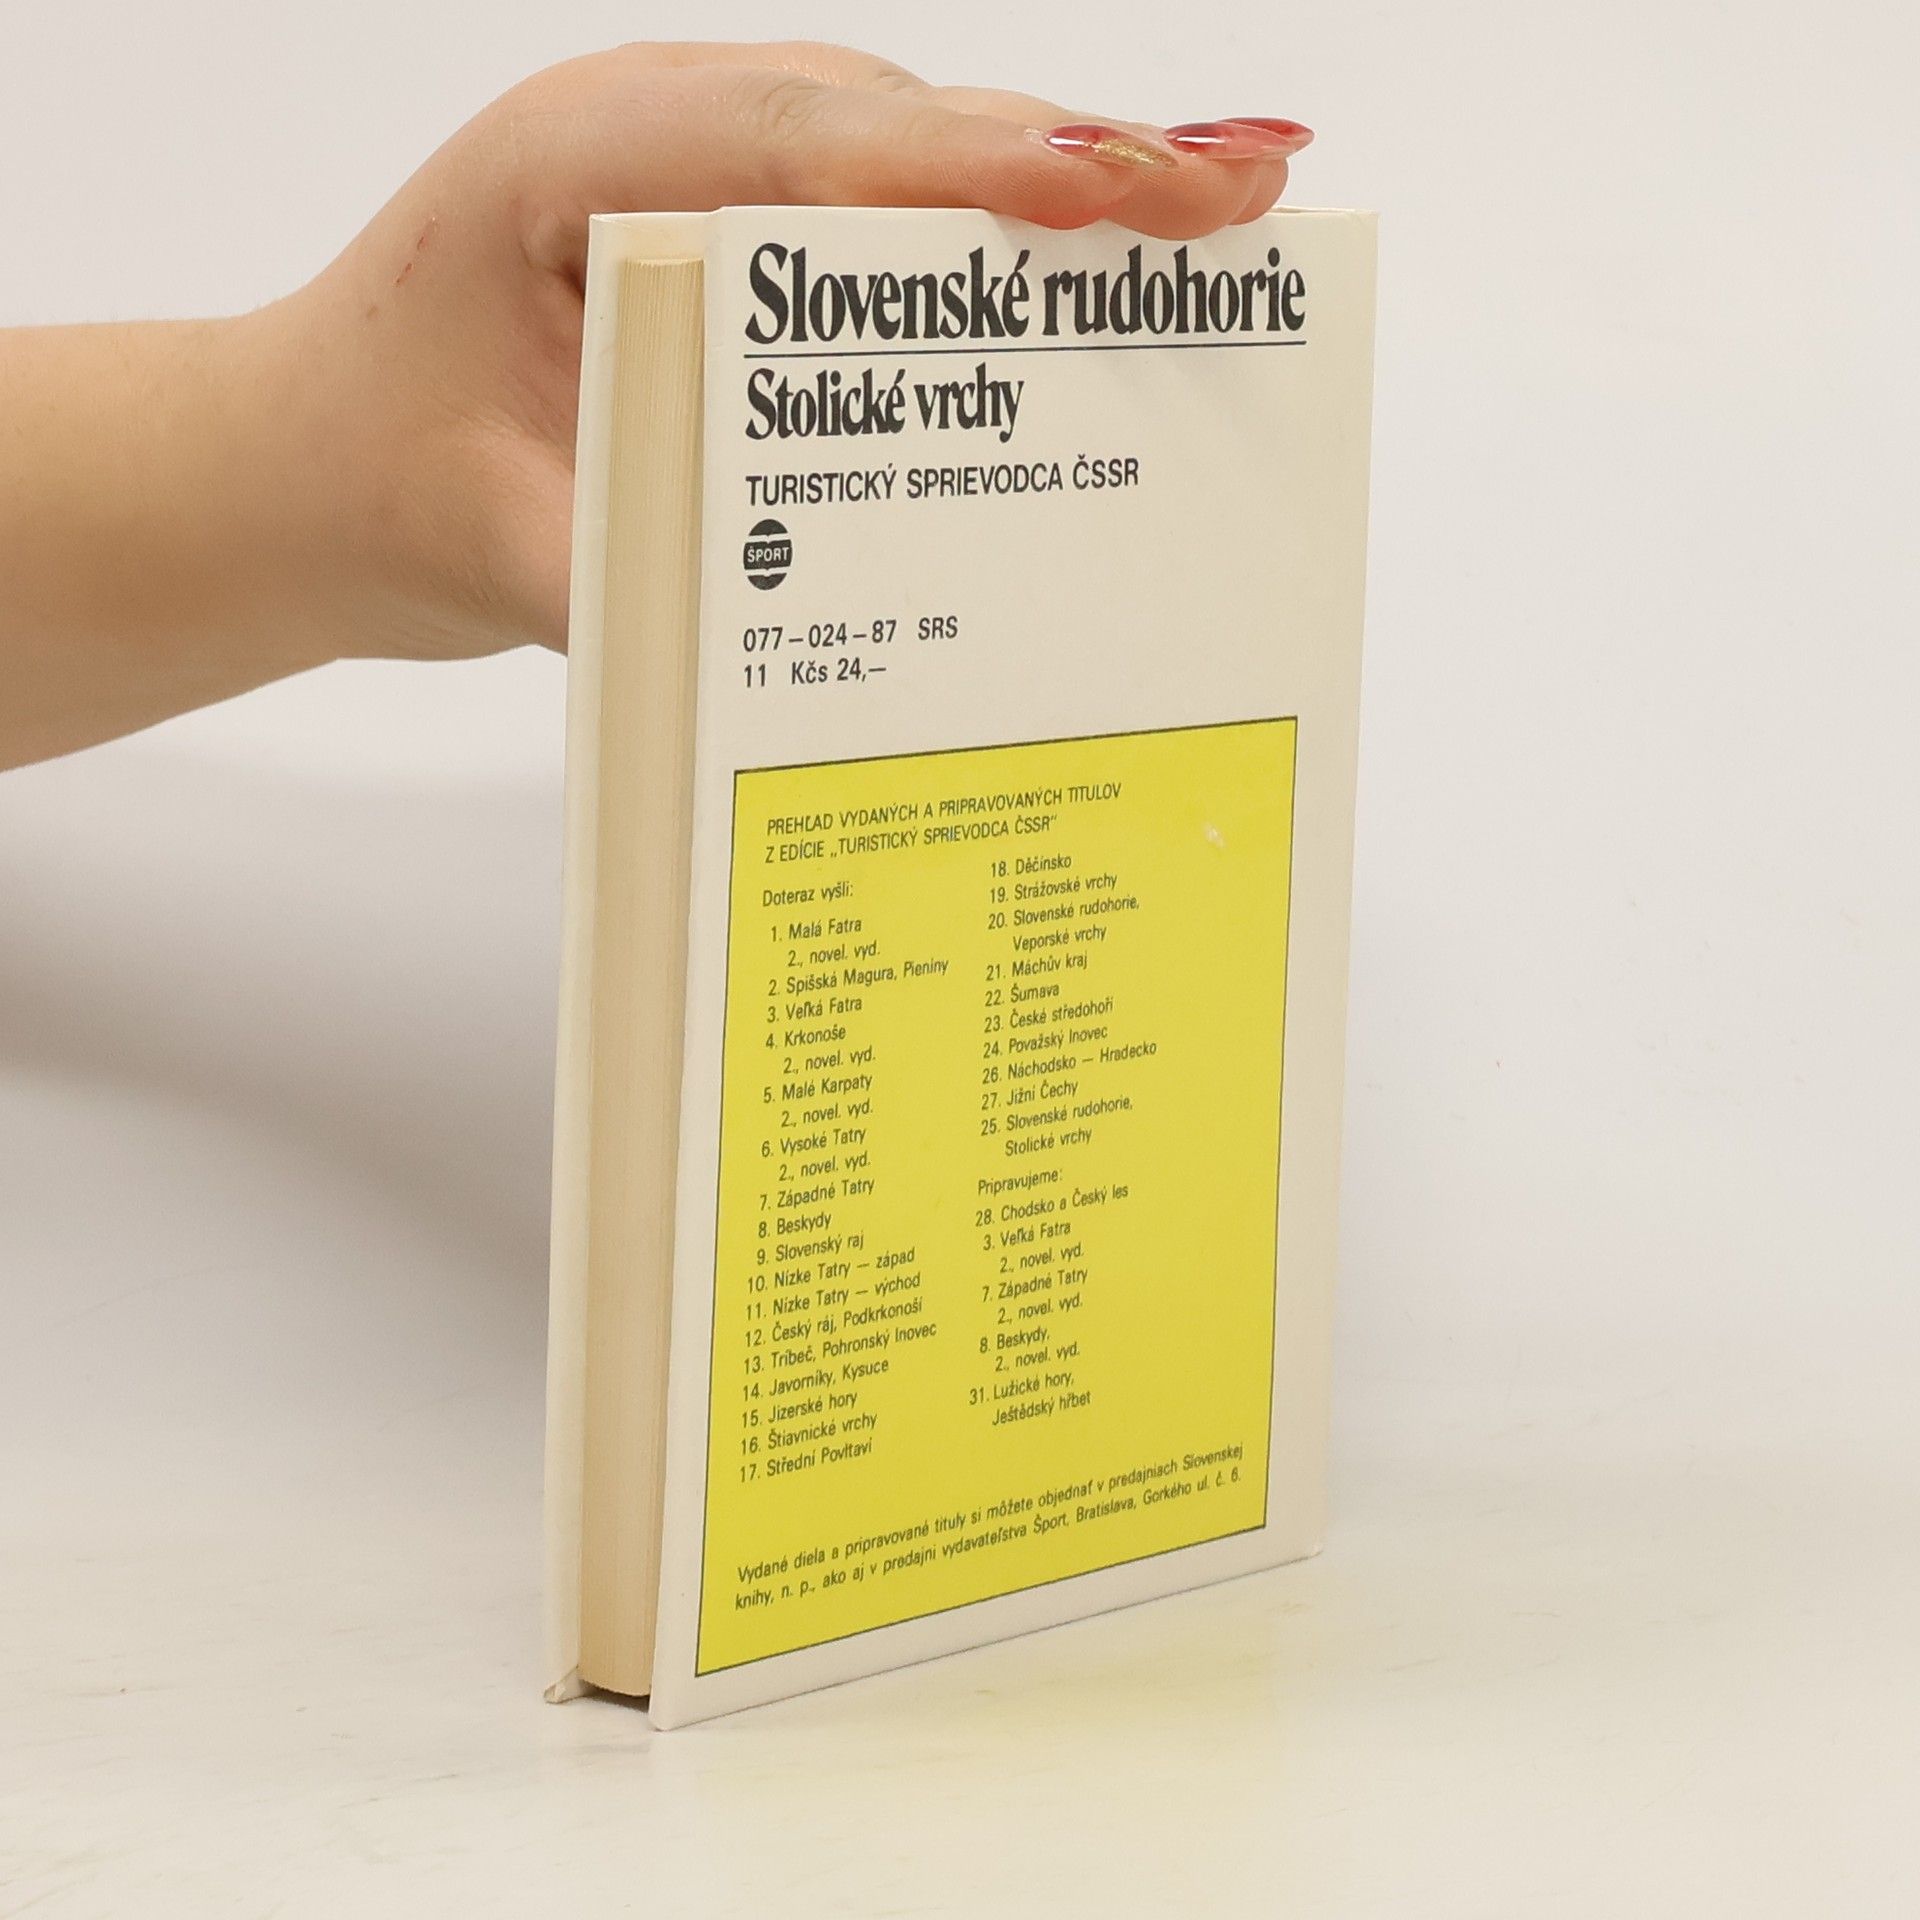 Slovenské rudohorie
Stolické vrchy
TURISTICKÝ SPRIEVODCA ČSSR
ŠPORT
077 – 024 – 87 SRS
11 Kčs 24,—
PREHĽAD VYDANÝCH A PRIPRAVOVANÝCH TITULOV
Z EDÍCIE „TURISTICKÝ SPRIEVODCA ČSSR“
Doteraz vyšli:
1. Malá Fatra
2., novel. vyd.
2. Spišská Magura, Pieniny
3. Veľká Fatra
4. Krkonoše
2., novel. vyd.
5. Malé Karpaty
2., novel. vyd.
6. Vysoké Tatry
2., novel. vyd.
7. Západné Tatry
8. Beskydy
9. Slovenský raj
10. Nízke Tatry — západ
11. Nízke Tatry — východ
12. Český ráj, Podkrkonoší
13. Tríbeč, Pohronský Inovec
14. Javorníky, Kysuce
15. Jizerské hory
16. Štiavnické vrchy
17. Střední Povltaví
18. Děčínsko
19. Strážovské vrchy
20. Slovenské rudohorie,
Veporské vrchy
21. Máchův kraj
22. Šumava
23. České středohoří
24. Považský Inovec
26. Náchodsko — Hradecko
27. Jižní Čechy
25. Slovenské rudohorie,
Stolické vrchy
Pripravujeme:
28. Chodsko a Český les
3. Veľká Fatra
2., novel. vyd.
7. Západné Tatry
2., novel. vyd.
8. Beskydy,
2., novel. vyd.
31. Lužické hory,
Ještědský hřbet
Vydané diela a pripravované tituly si môžete objednať v predajniach Slovenskej
knihy, n. p., ako aj v predajni vydavateľstva Šport, Bratislava, Gorkého ul. č. 6.